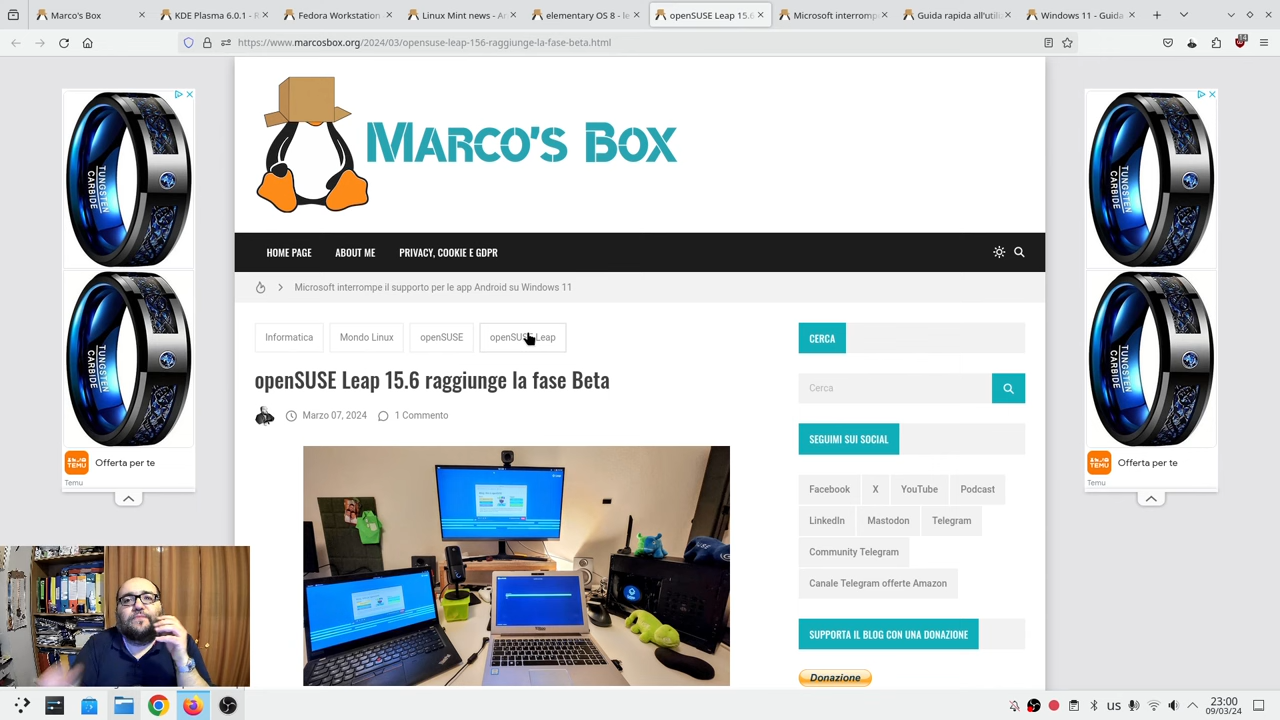 Marco's Box
KDE Plasma 6.0.1 - R
Fedora Workstation
Linux Mint news - An
elementary OS 8 - le
openSUSE Leap 15.6
Microsoft interromp
Guida rapida all'util
Windows 11 - Guida
https://www.marcosbox.org/2024/03/opensuse-leap-156-raggiunge-la-fase-beta.html
MARCO'S BOX
HOME PAGE
ABOUT ME
PRIVACY, COOKIE E GDPR
Microsoft interrompe il supporto per le app Android su Windows 11
Informatica
Mondo Linux
openSUSE
openSUSE Leap
openSUSE Leap 15.6 raggiunge la fase Beta
Marzo 07, 2024
1 Commento
CERCA
Cerca
SEGUIMI SUI SOCIAL
Facebook
X
YouTube
Podcast
LinkedIn
Mastodon
Telegram
Community Telegram
Canale Telegram offerte Amazon
SUPPORTA IL BLOG CON UNA DONAZIONE
Donazione
TUNGSTEN
CARBIDE
TUNGSTEN
CARBIDE
TEMU
Offerta per te
Temu
TUNGSTEN
CARBIDE
TUNGSTEN
CARBIDE
TEMU
Offerta per te
Temu
us
23:00
09/03/24